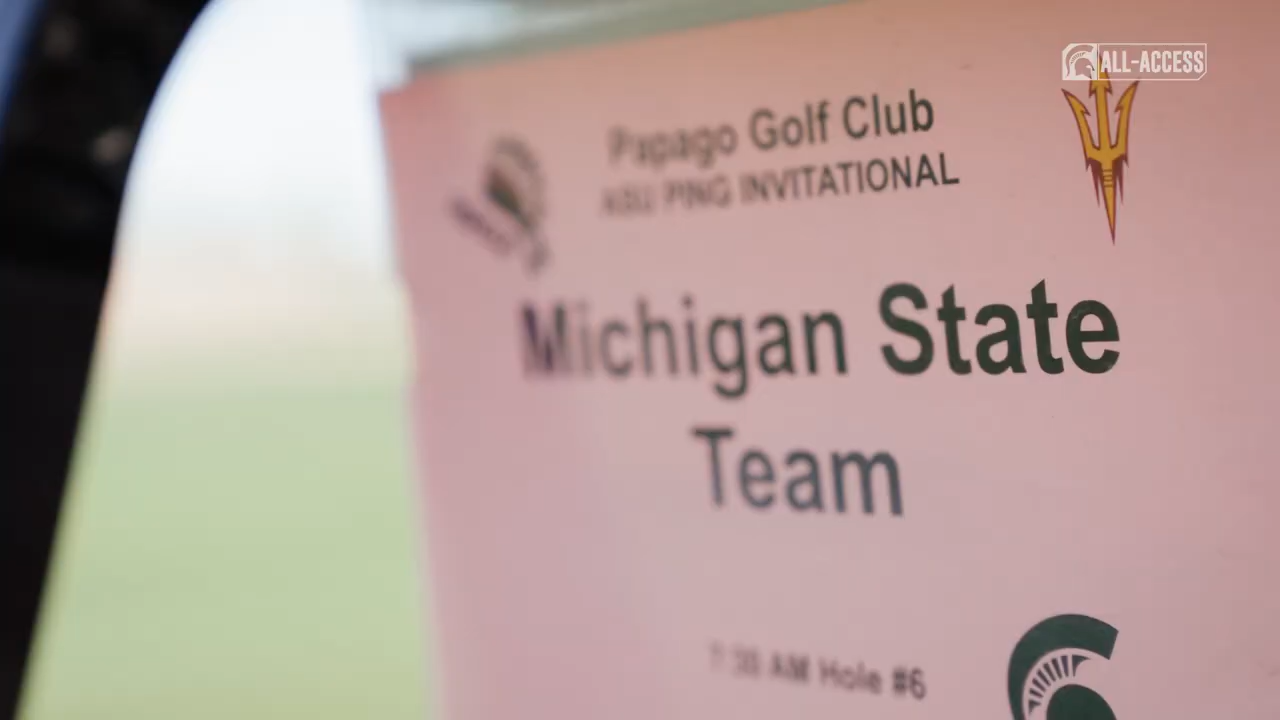 ALL-ACCESS
Papago Golf Club
ASU PING INVITATIONAL
Michigan State
Team
7:30 AM Hole #6